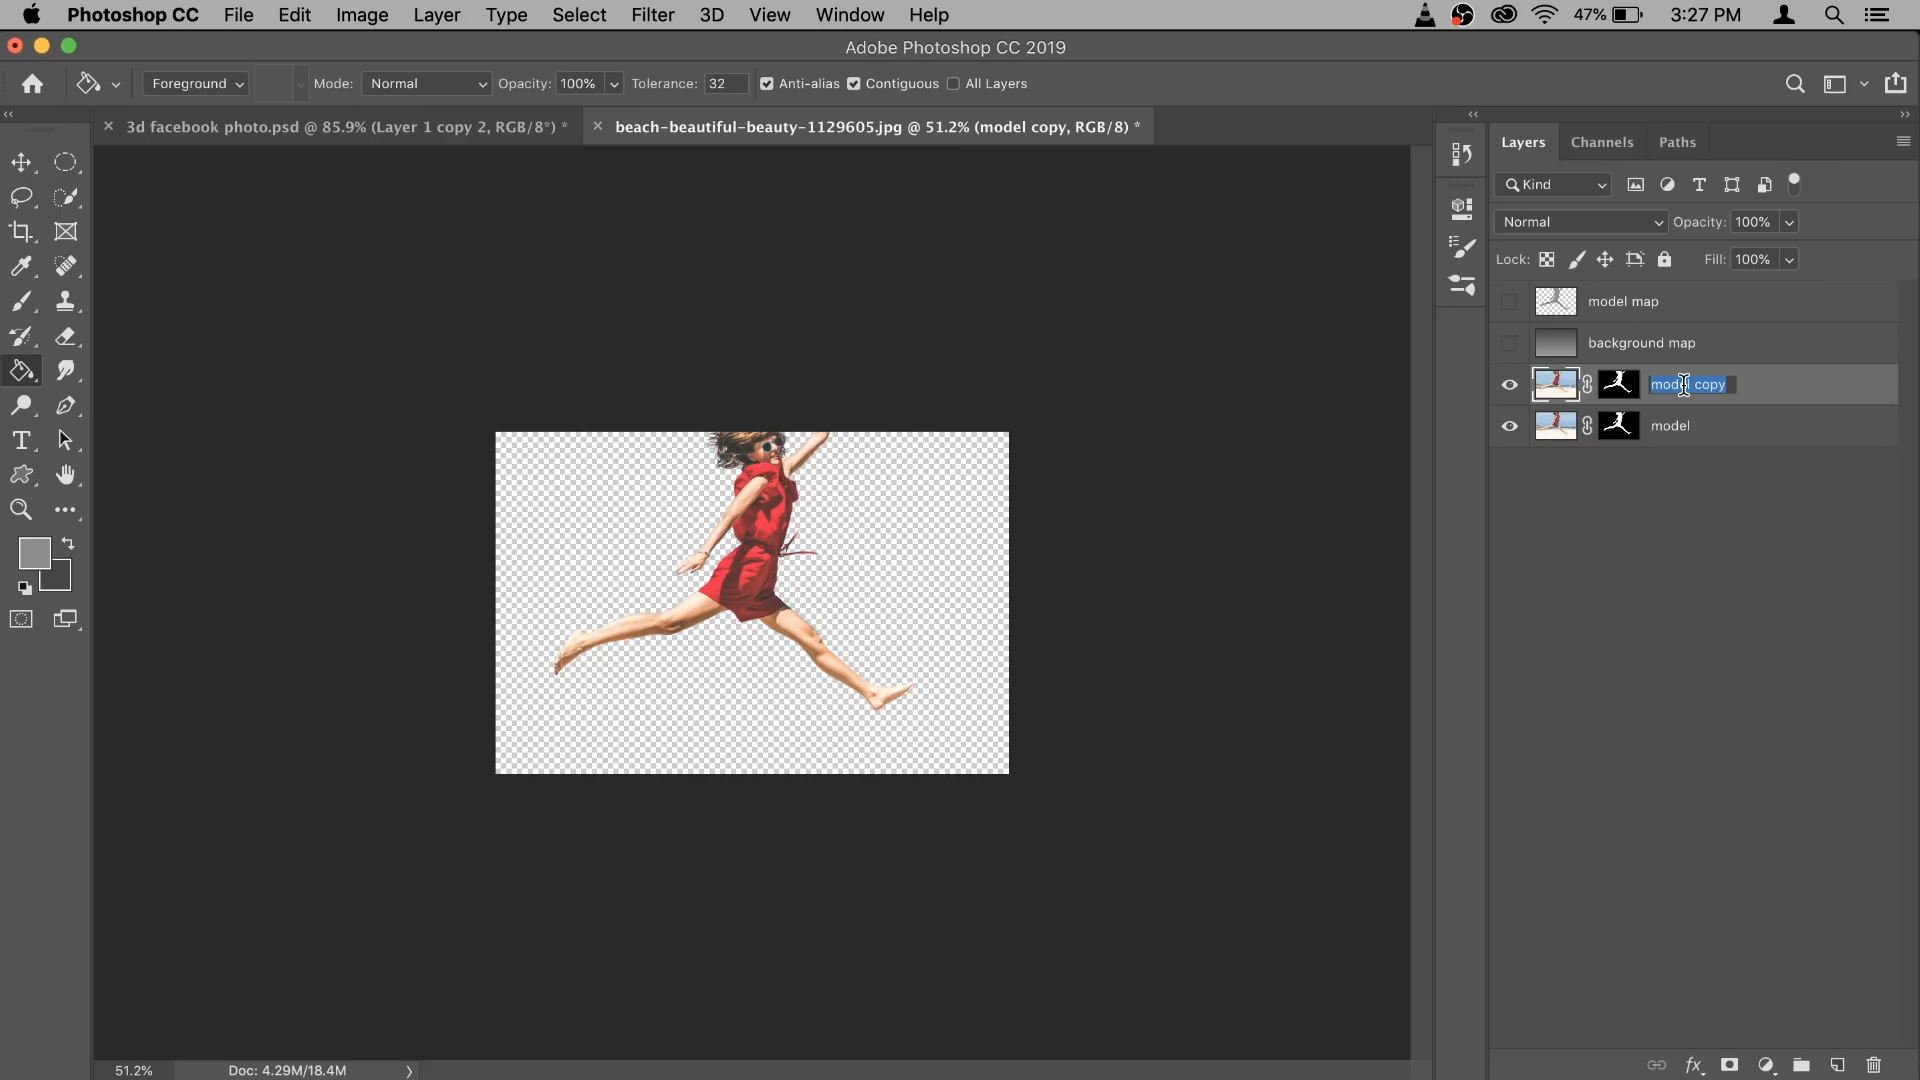 Photoshop CC File Edit Image Layer Type Select Filter 3D View Window Help 47% 3:27 PM
Adobe Photoshop CC 2019
Foreground Mode: Normal Opacity: 100% Tolerance: 32 Anti-alias Contiguous All Layers
3d facebook photo.psd @ 85.9% (Layer 1 copy 2, RGB/8*) *
beach-beautiful-beauty-1129605.jpg @ 51.2% (model copy, RGB/8) *
Layers Channels Paths
Kind
Normal Opacity: 100%
Lock: Fill: 100%
model map
background map
model copy
model
51.2% Doc: 4.29M/18.4M